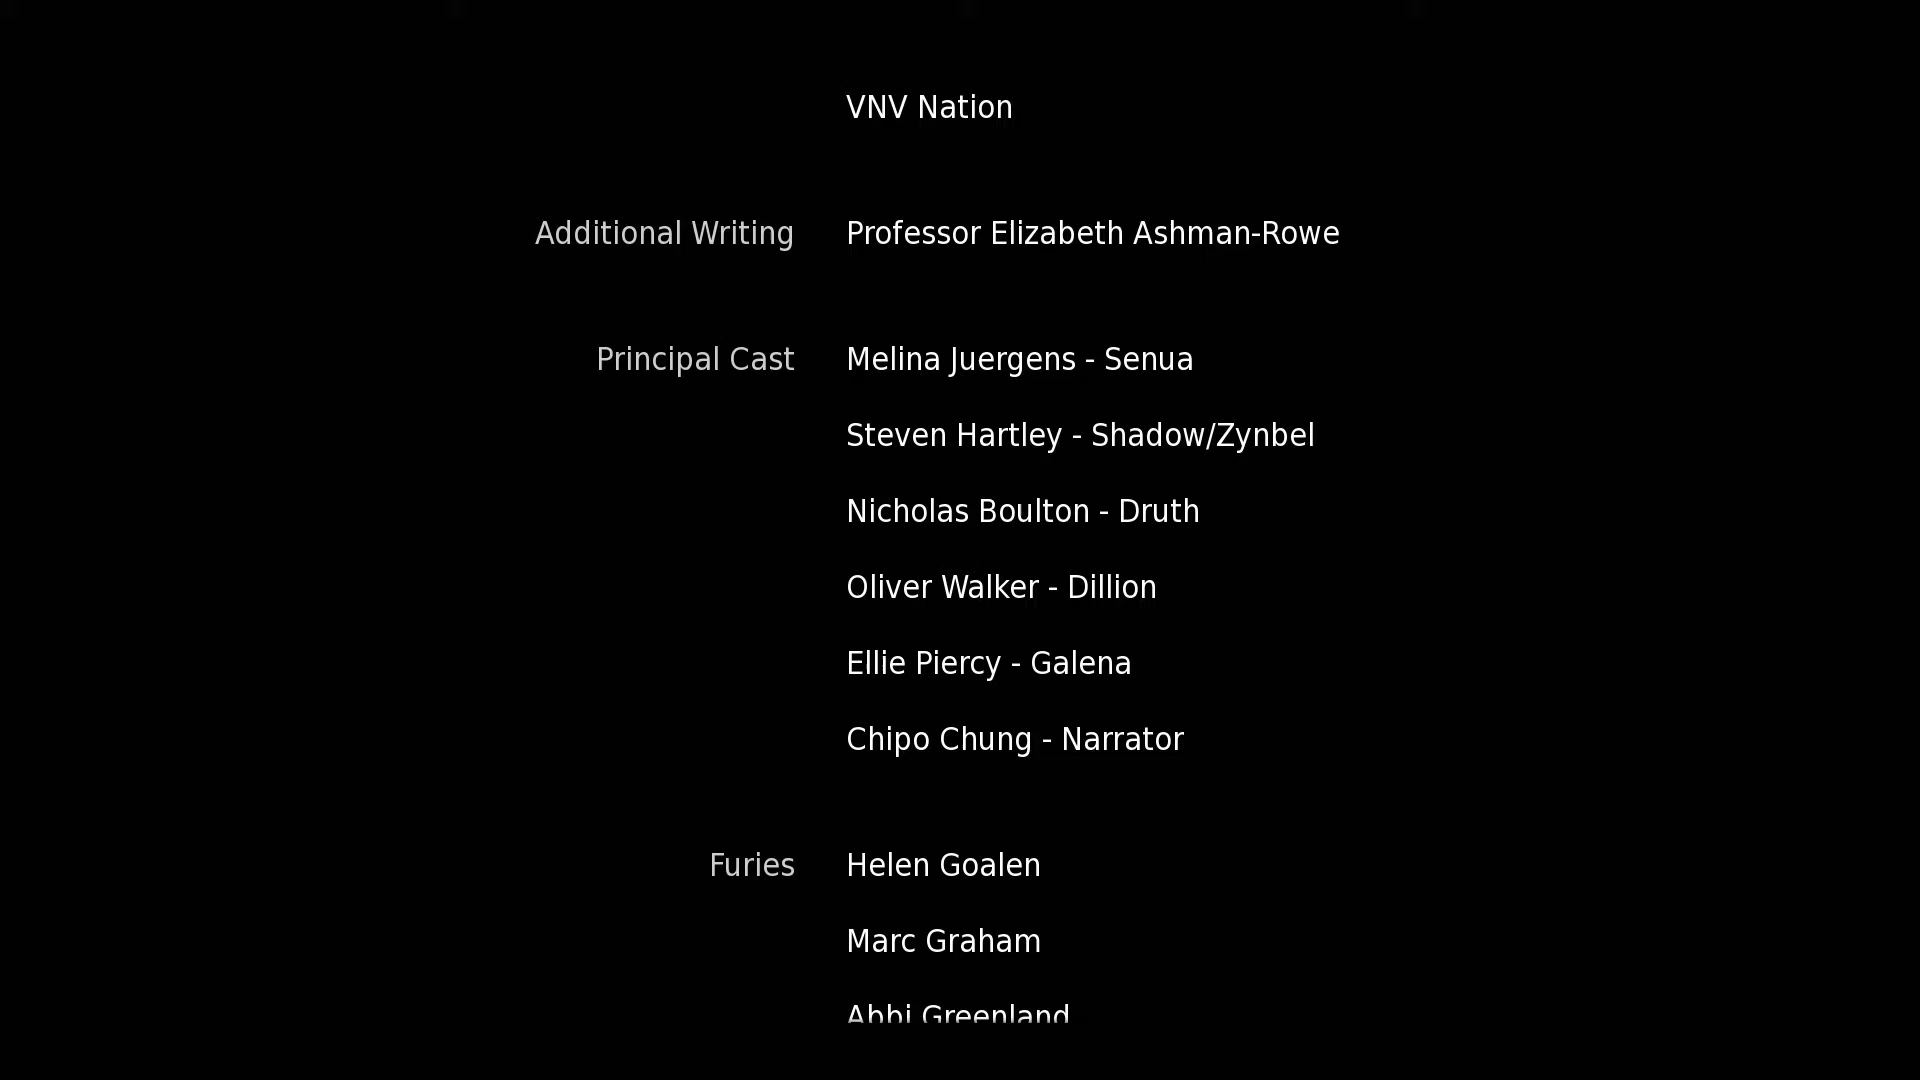 VNV Nation
Additional Writing Professor Elizabeth Ashman-Rowe
Principal Cast Melina Juergens - Senua
Steven Hartley - Shadow/Zynbel
Nicholas Boulton - Druth
Oliver Walker - Dillion
Ellie Piercy - Galena
Chipo Chung - Narrator
Furies Helen Goalen
Marc Graham
Abbi Greenland